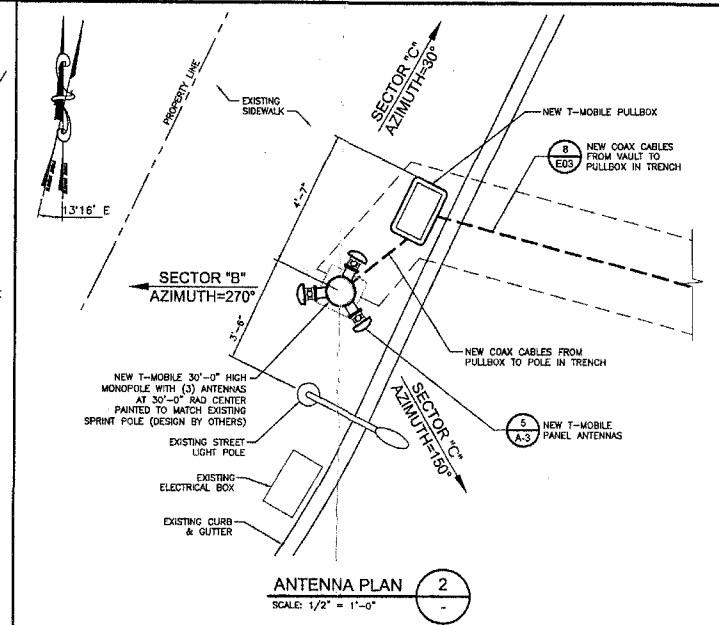 PROPERTY LINE
EXISTING
SIDEWALK
SECTOR "C"
AZIMUTH=30°
NEW T-MOBILE PULLBOX
8
E03
NEW COAX CABLES
FROM VAULT TO
PULLBOX IN TRENCH
13°16' E
4'-7"
SECTOR "B"
AZIMUTH=270°
3'-6"
NEW T-MOBILE 30'-0" HIGH
MONOPOLE WITH (3) ANTENNAS
AT 30'-0" RAD CENTER
PAINTED TO MATCH EXISTING
SPRINT POLE (DESIGN BY OTHERS)
NEW COAX CABLES FROM
PULLBOX TO POLE IN TRENCH
EXISTING STREET
LIGHT POLE
SECTOR "C"
AZIMUTH=150°
5
A-3
NEW T-MOBILE
PANEL ANTENNAS
EXISTING
ELECTRICAL BOX
EXISTING CURB
& GUTTER
ANTENNA PLAN
2
-
SCALE: 1/2" = 1'-0"